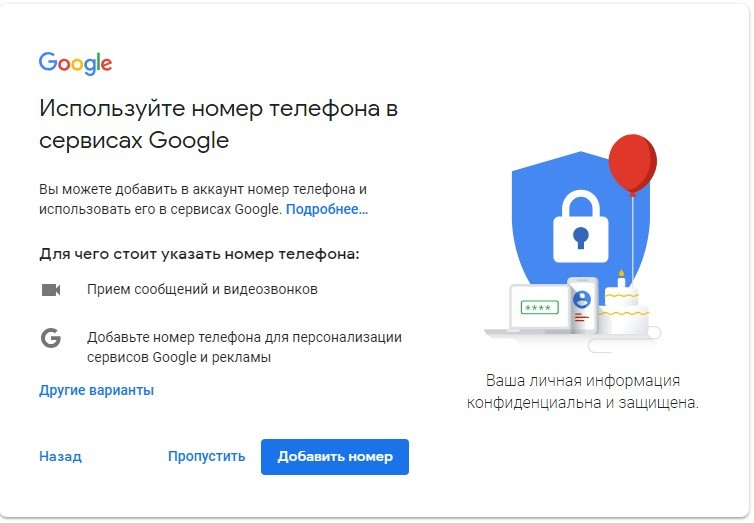 Google
Используйте номер телефона в
сервисах Google
Вы можете добавить в аккаунт номер телефона и
использовать его в сервисах Google. Подробнее...
Для чего стоит указать номер телефона:
Прием сообщений и видеозвонков
G
Добавьте номер телефона для персонализации
сервисов Google и рекламы
Другие варианты
Назад
Пропустить
Добавить номер
****
Ваша личная информация
конфиденциальна и защищена.